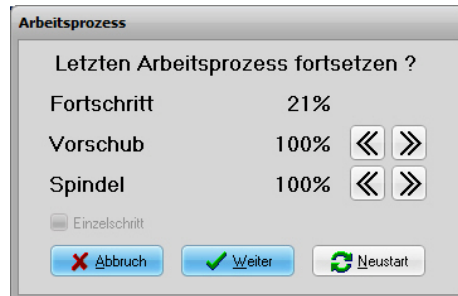 Arbeitsprozess
Letzten Arbeitsprozess fortsetzen ?
Fortschritt 21%
Vorschub 100%
Spindel 100%
Einzelschritt
Abbruch Weiter Neustart